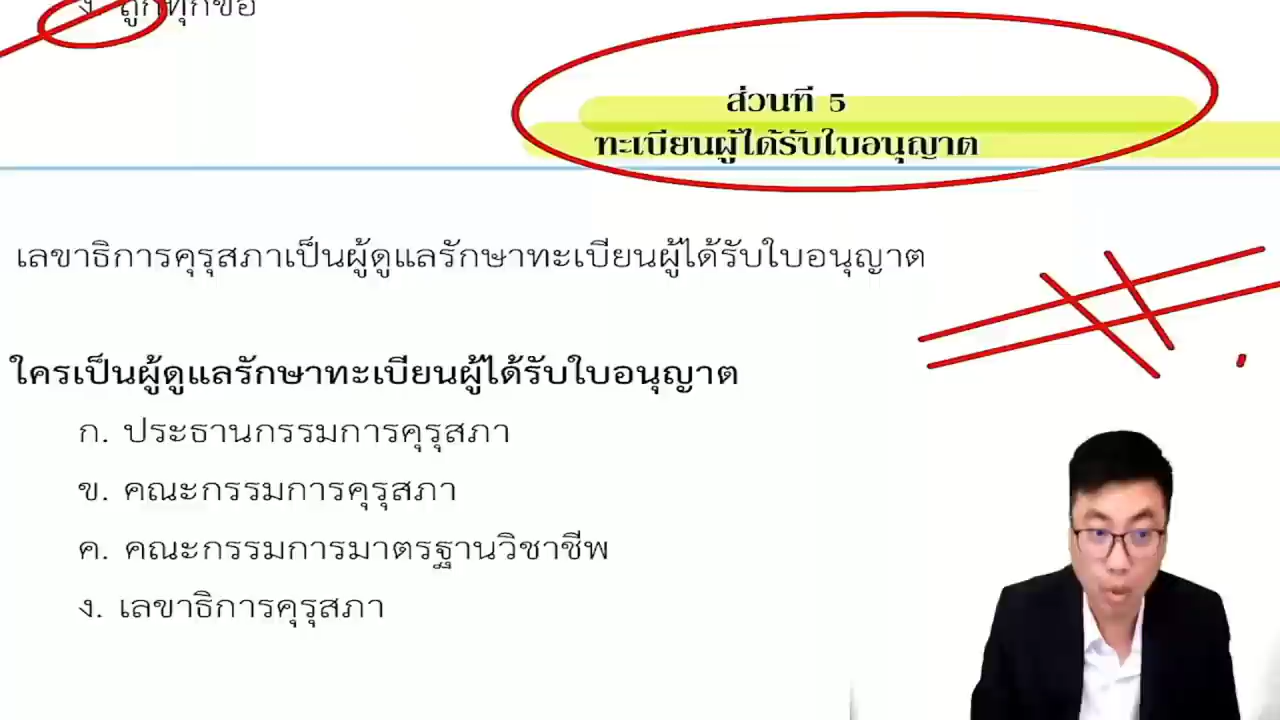 ง. ถูกทุกข้อ
ส่วนที่ 5
ทะเบียนผู้ได้รับใบอนุญาต
เลขาธิการคุรุสภาเป็นผู้ดูแลรักษาทะเบียนผู้ได้รับใบอนุญาต
ใครเป็นผู้ดูแลรักษาทะเบียนผู้ได้รับใบอนุญาต
ก. ประธานกรรมการคุรุสภา
ข. คณะกรรมการคุรุสภา
ค. คณะกรรมการมาตรฐานวิชาชีพ
ง. เลขาธิการคุรุสภา